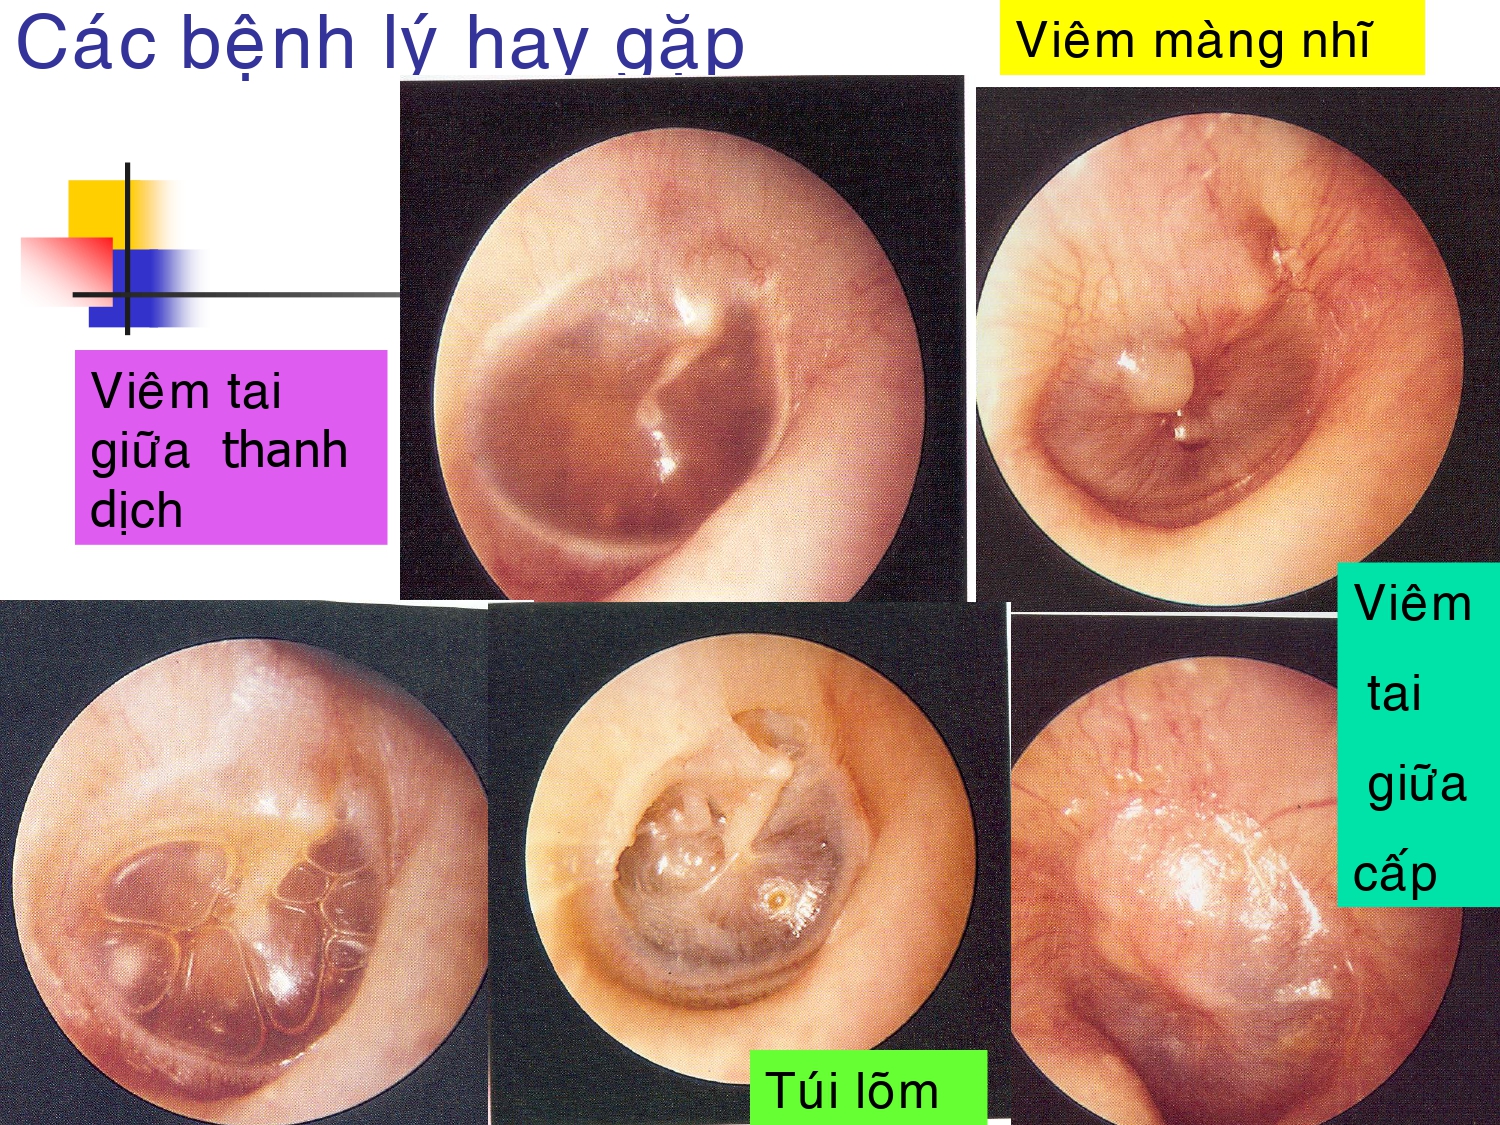 Các bệnh lý hay gặp
Viêm màng nhĩ
Viêm tai
giữa thanh
dịch
Viêm
tai
giữa
cấp
Túi lõm